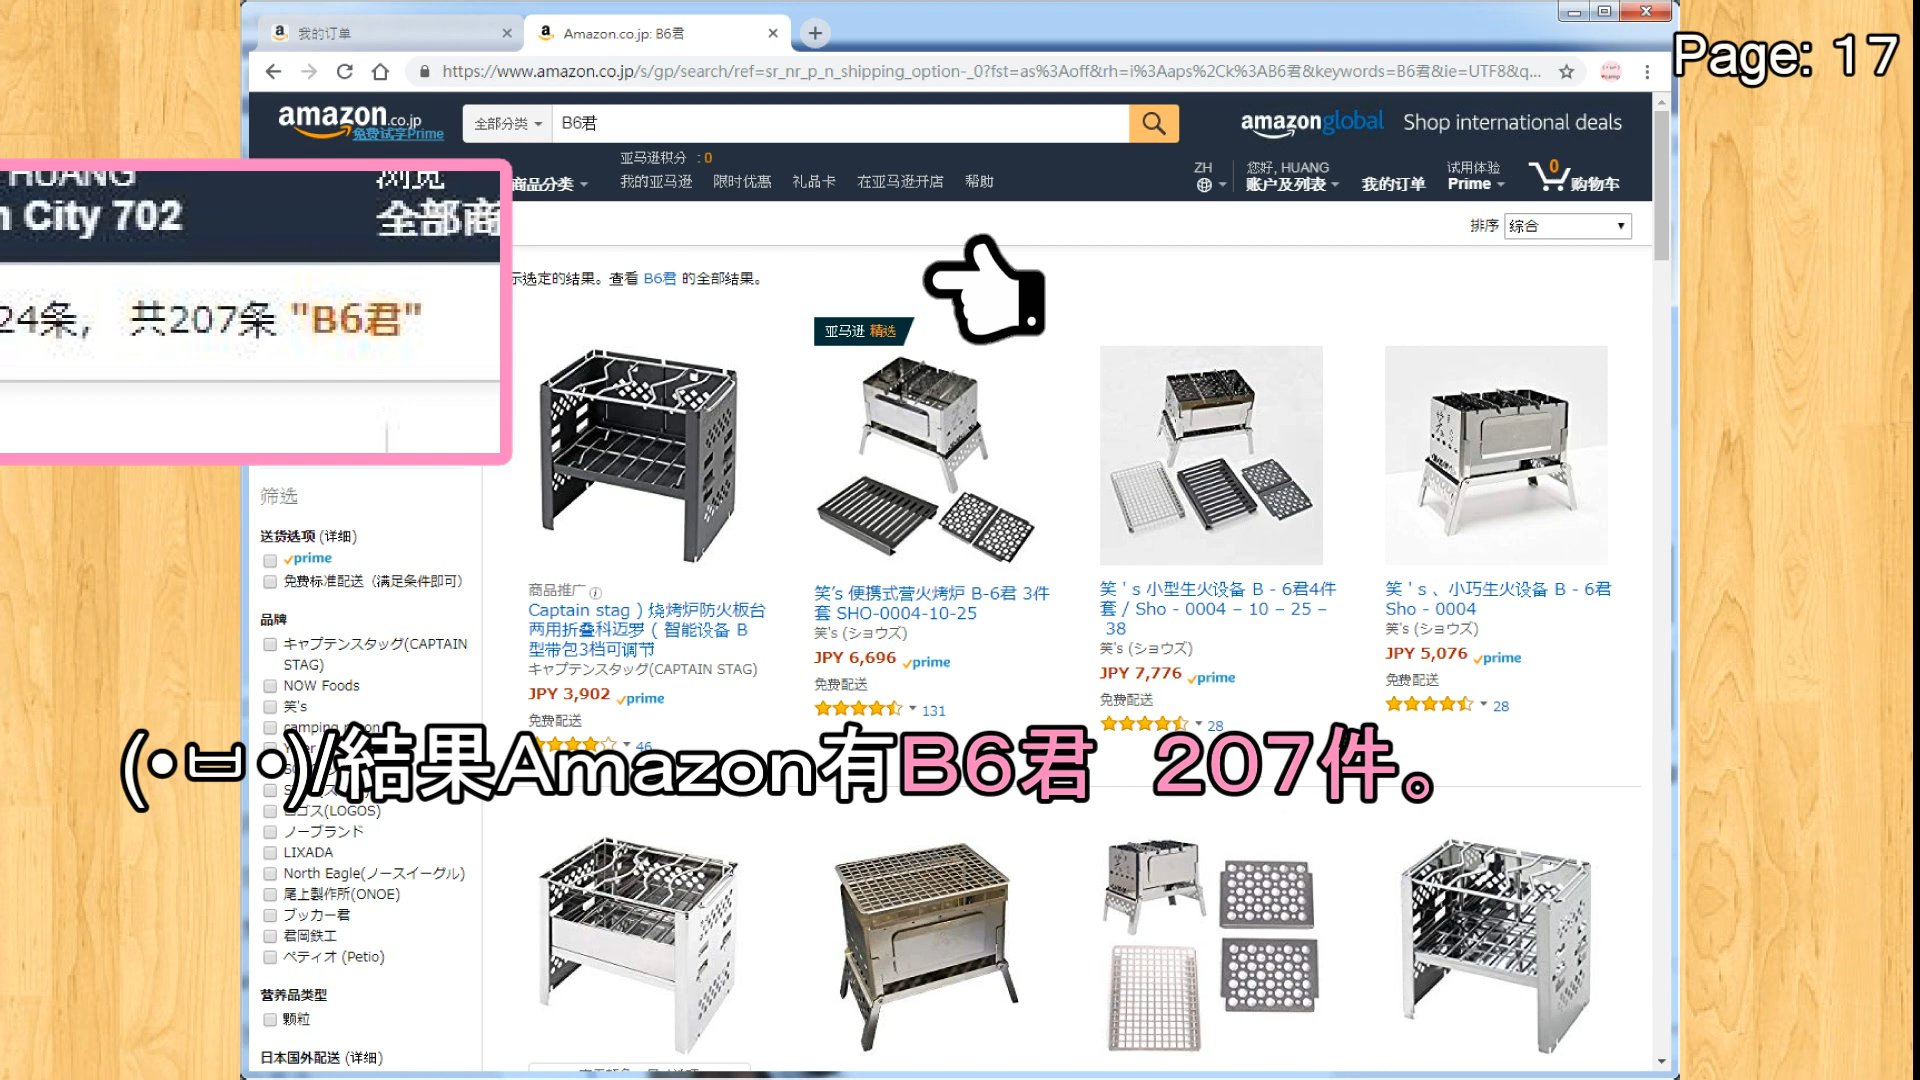 Page: 17
我的订单
Amazon.co.jp: B6君
https://www.amazon.co.jp/s/gp/search/ref=sr_nr_p_n_shipping_option-_0?fst=as%3Aoff&rh=i%3Aaps%2Ck%3AB6君&keywords=B6君&ie=UTF8&q...
amazon.co.jp
免费试享Prime
全部分类
B6君
amazonglobal Shop international deals
亚马逊积分 : 0
商品分类
我的亚马逊 限时优惠 礼品卡 在亚马逊开店 帮助
ZH
您好, HUANG
账户及列表
我的订单
试用体验
Prime
0
购物车
HUANG
City 702
浏览
全部商
24条， 共207条 "B6君"
排序 综合
示选定的结果。查看 B6君 的全部结果。
亚马逊 精选
商品推广
Captain stag ) 烧烤炉防火板台
两用折叠科迈罗 ( 智能设备 B
型带包3档可调节
キャプテンスタッグ(CAPTAIN STAG)
JPY 3,902 prime
免费配送
46
笑's 便携式营火烤炉 B-6君 3件
套 SHO-0004-10-25
笑's (ショウズ)
JPY 6,696 prime
免费配送
131
笑 ' s 小型生火设备 B - 6君4件
套 / Sho - 0004 – 10 – 25 –
38
笑's (ショウズ)
JPY 7,776 prime
免费配送
28
笑 ' s 、小巧生火设备 B - 6君
Sho - 0004
笑's (ショウズ)
JPY 5,076 prime
免费配送
28
筛选
送货选项 (详细)
prime
免费标准配送（满足条件即可）
品牌
キャプテンスタッグ(CAPTAIN
STAG)
NOW Foods
笑's
camping moon
(•ㅂ•)/結果Amazon有B6君 207件。
ロゴス(LOGOS)
ノーブランド
LIXADA
North Eagle(ノースイーグル)
尾上製作所(ONOE)
ブッカー君
君岡鉄工
ペティオ (Petio)
营养品类型
颗粒
日本国外配送 (详细)